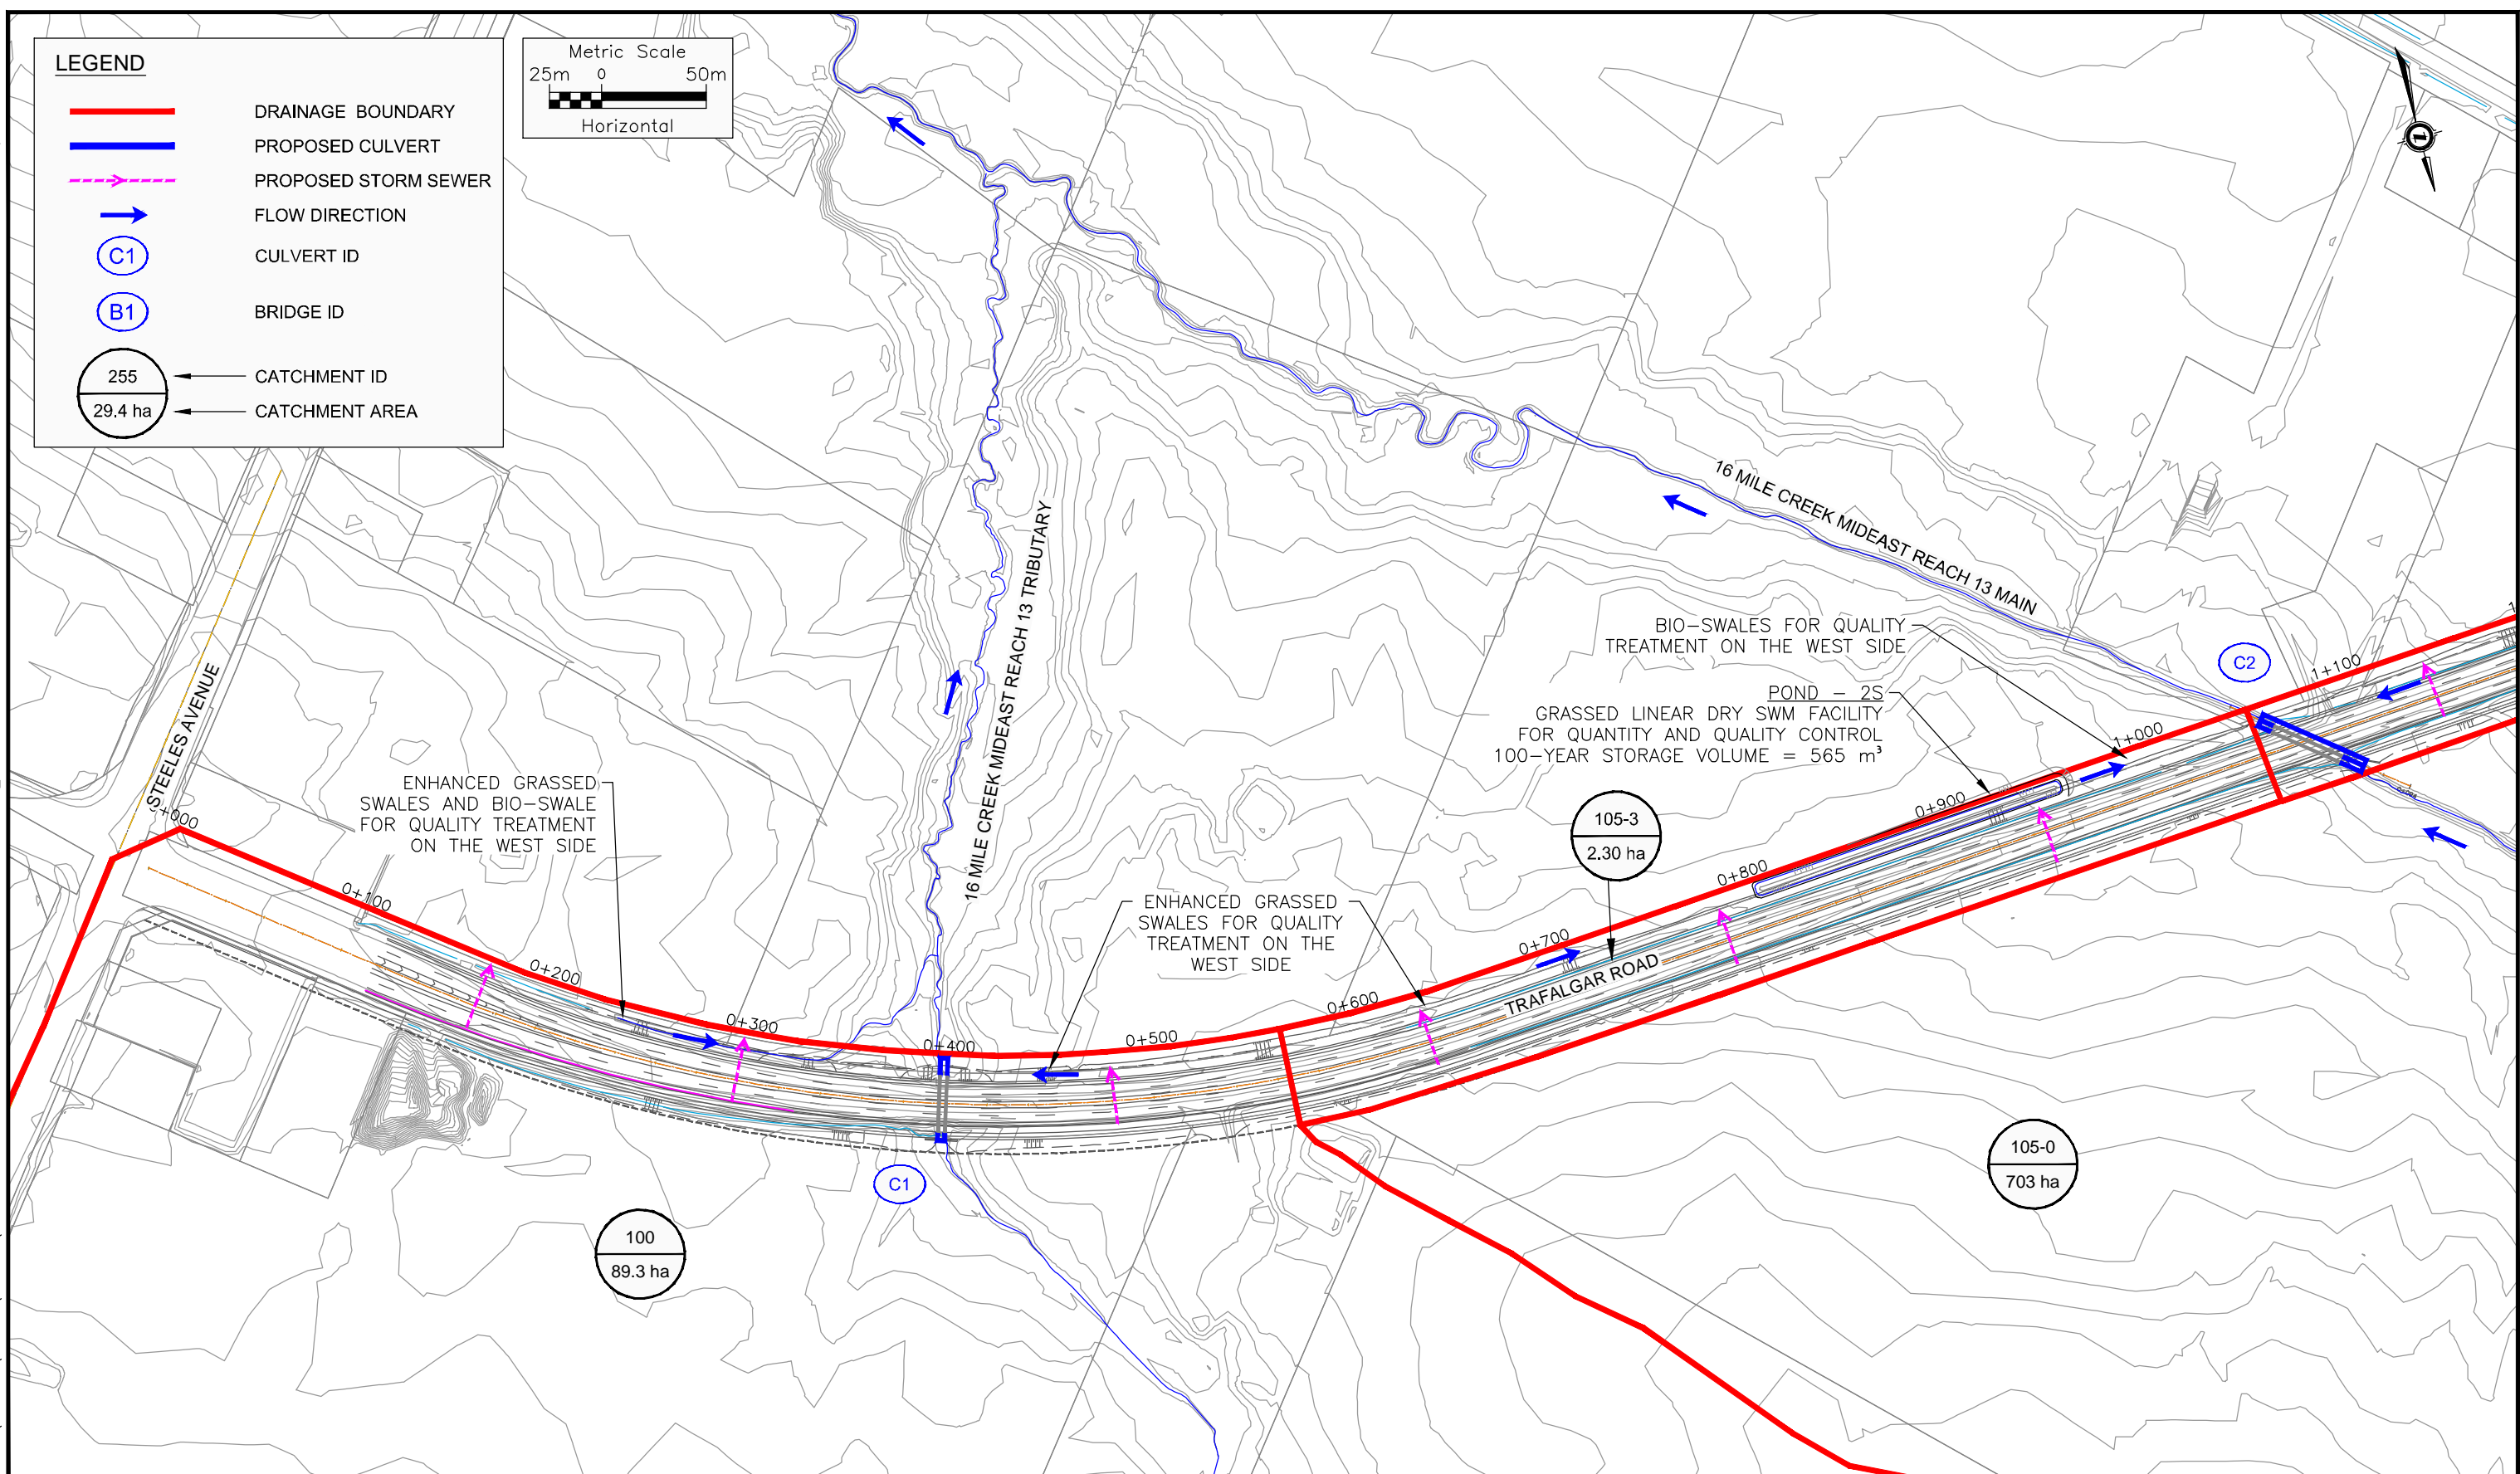 LEGEND
DRAINAGE BOUNDARY
PROPOSED CULVERT
PROPOSED STORM SEWER
FLOW DIRECTION
C1
CULVERT ID
B1
BRIDGE ID
255
29.4 ha
CATCHMENT ID
CATCHMENT AREA
Metric Scale
25m 0 50m
Horizontal
16 MILE CREEK MIDEAST REACH 13 MAIN
16 MILE CREEK MIDEAST REACH 13 TRIBUTARY
BIO-SWALES FOR QUALITY
TREATMENT ON THE WEST SIDE
POND - 2S
GRASSED LINEAR DRY SWM FACILITY
FOR QUANTITY AND QUALITY CONTROL
100-YEAR STORAGE VOLUME = 565 m³
C2
STEELES AVENUE
ENHANCED GRASSED
SWALES AND BIO-SWALE
FOR QUALITY TREATMENT
ON THE WEST SIDE
ENHANCED GRASSED
SWALES FOR QUALITY
TREATMENT ON THE
WEST SIDE
105-3
2.30 ha
0+000
0+100
0+200
0+300
0+400
0+500
0+600
0+700
0+800
0+900
1+000
1+100
TRAFALGAR ROAD
C1
100
89.3 ha
105-0
703 ha